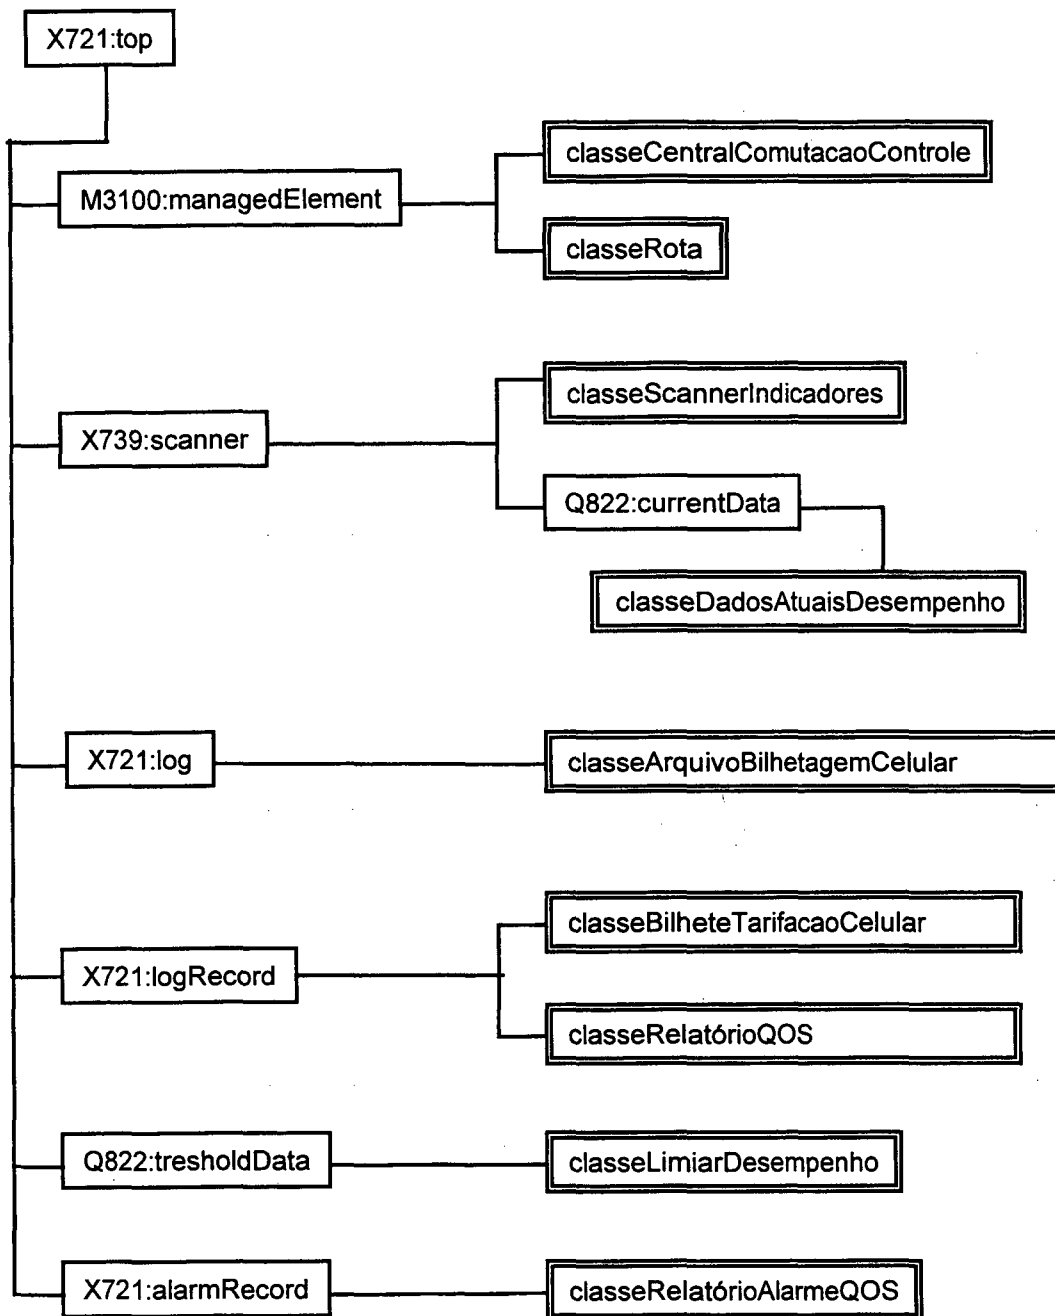 X721:top
classeCentralComutacaoControle
M3100:managedElement
classeRota
classeScannerIndicadores
X739:scanner
Q822:currentData
classeDadosAtuaisDesempenho
X721:log
classeArquivoBilhetagemCelular
classeBilheteTarifacaoCelular
X721:logRecord
classeRelatórioQOS
Q822:tresholdData
classeLimiarDesempenho
X721:alarmRecord
classeRelatórioAlarmeQOS